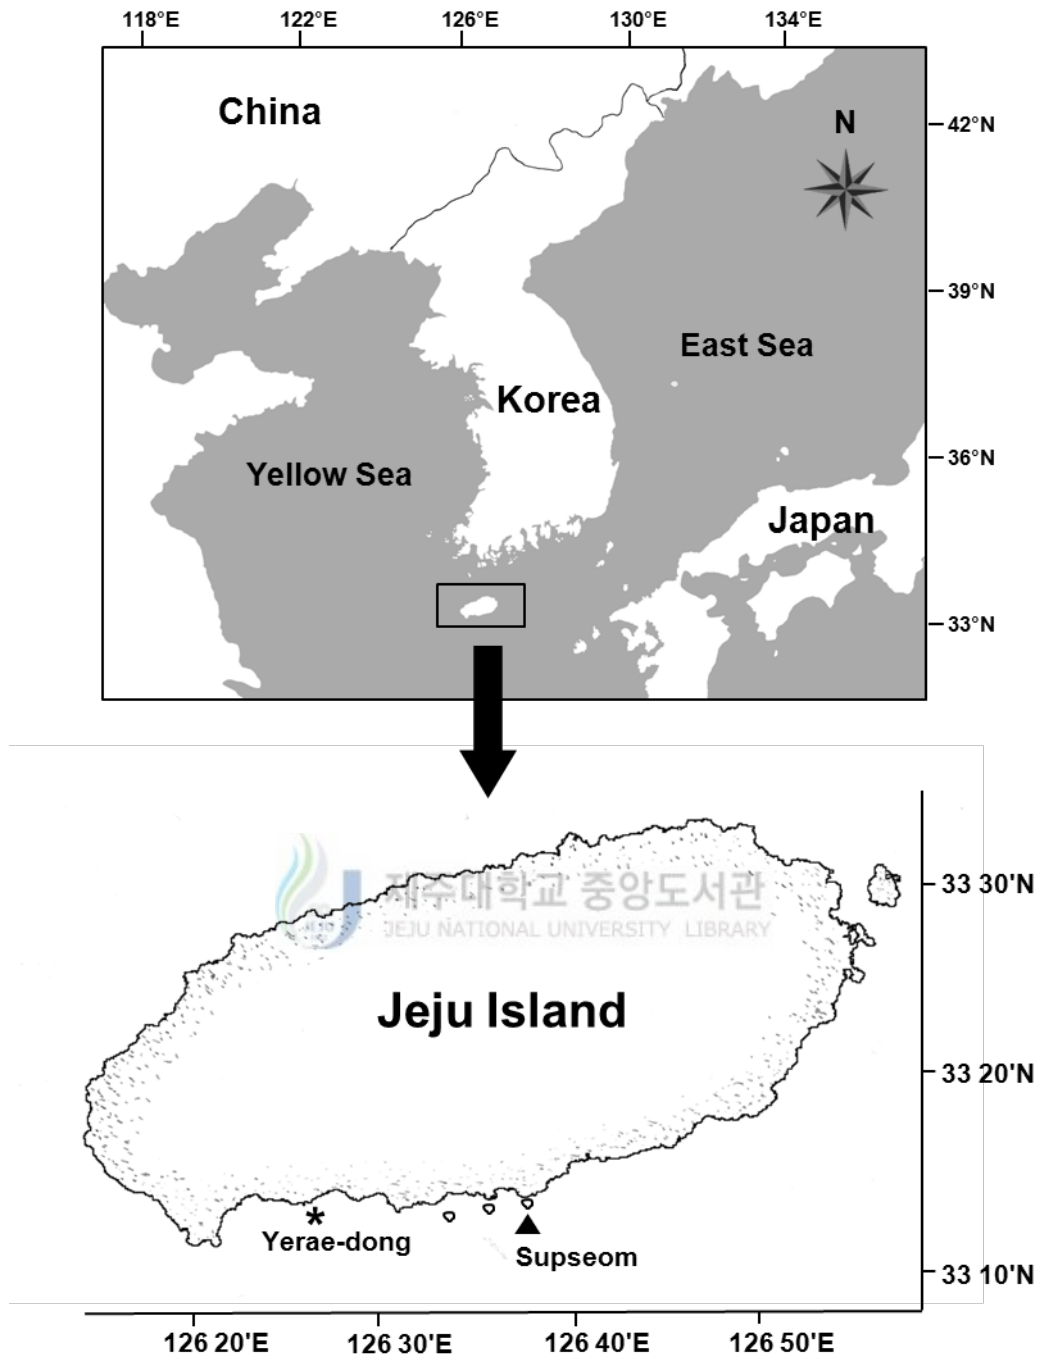 118°E 122°E 126°E 130°E 134°E
China
N
42°N
39°N
East Sea
Korea
36°N
Yellow Sea
Japan
33°N
제주대학교 중앙도서관
JEJU
JEJU NATIONAL UNIVERSITY LIBRARY
33 30'N
Jeju Island
33 20'N
*
Yerae-dong
Supseom
33 10'N
126 20'E 126 30'E 126 40'E 126 50'E